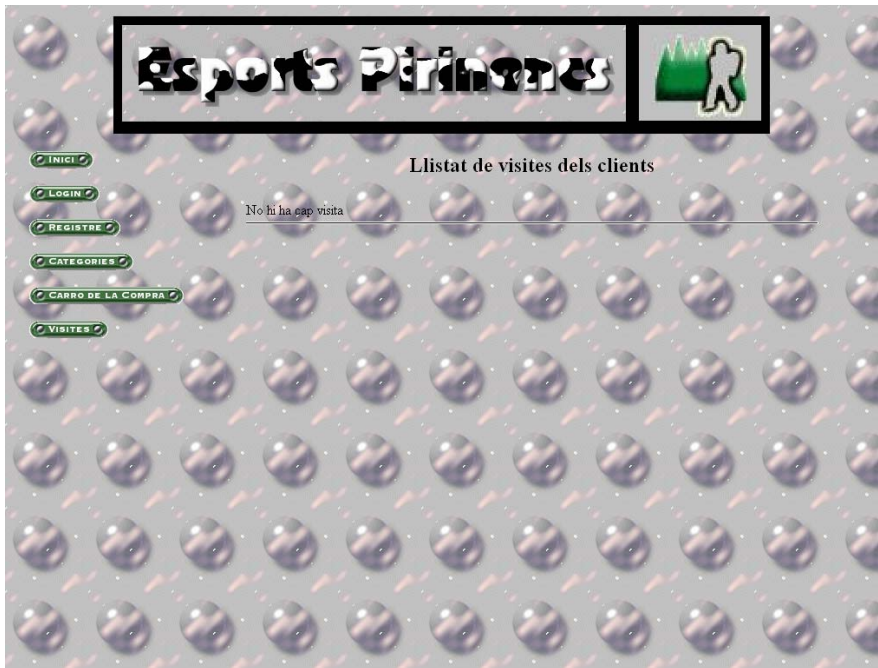 Esports Pirinencs
Llistat de visites dels clients
No hi ha cap visita
INICI
LOGIN
REGISTRE
CATEGORIES
CARRO DE LA COMPRA
VISITES